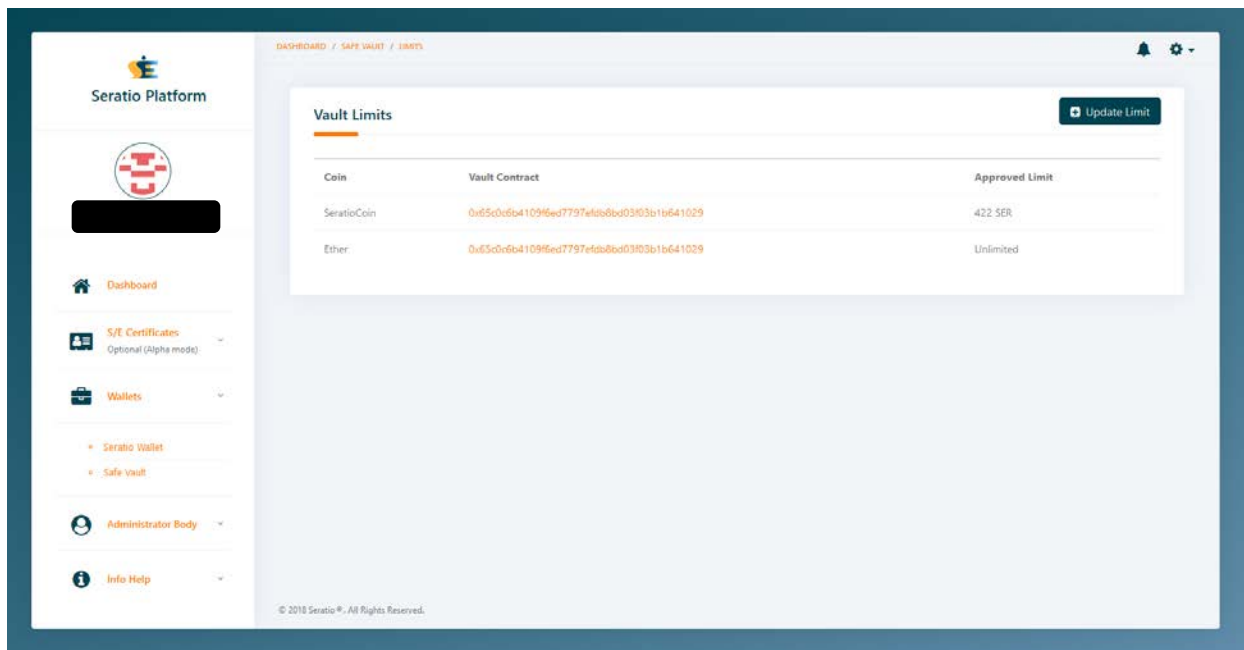 SE
Seratio Platform
DASHBOARD / SAFE VAULT / LIMITS
Vault Limits
Update Limit
Coin Vault Contract Approved Limit
SeratioCoin 0x65c0c6b4109f6ed7797efdb8bd03f03b1b641029 422 SER
Ether 0x65c0c6b4109f6ed7797efdb8bd03f03b1b641029 Unlimited
Dashboard
S/E Certificates
Optional (Alpha mode)
Wallets
Seratio Wallet
Safe Vault
Administrator Body
Info Help
© 2018 Seratio ®. All Rights Reserved.